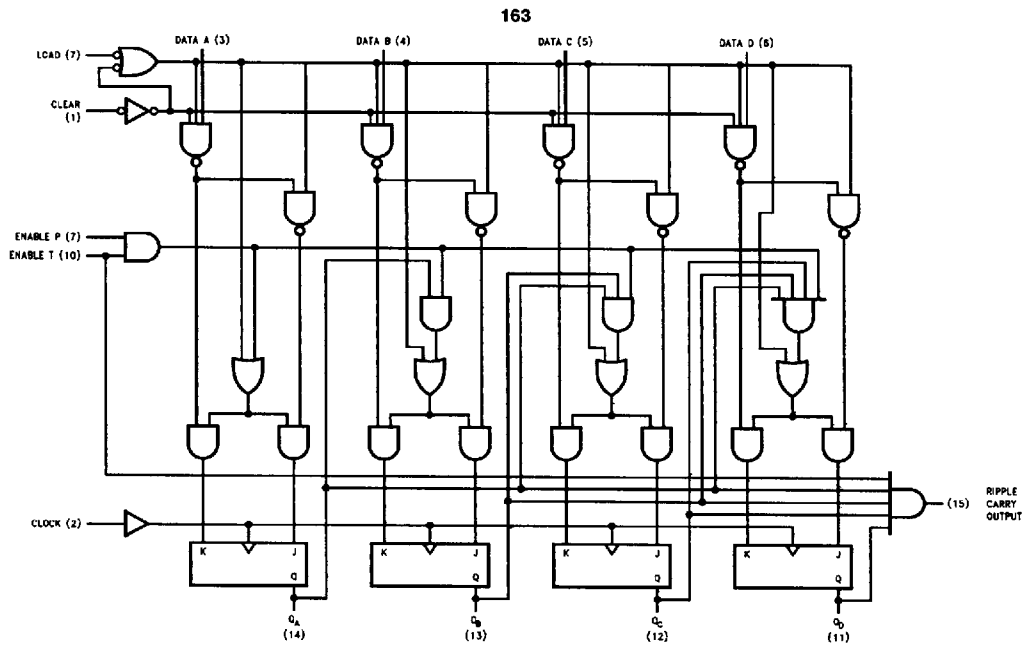 163
DATA A (3)
DATA B (4)
DATA C (5)
DATA D (6)
LOAD (7)
CLEAR
(1)
ENABLE P (7)
ENABLE T (10)
CLOCK (2)
(15)
RIPPLE
CARRY
OUTPUT
K
J
Q
K
J
Q
K
J
Q
K
J
Q
QA
(14)
QB
(13)
QC
(12)
QD
(11)